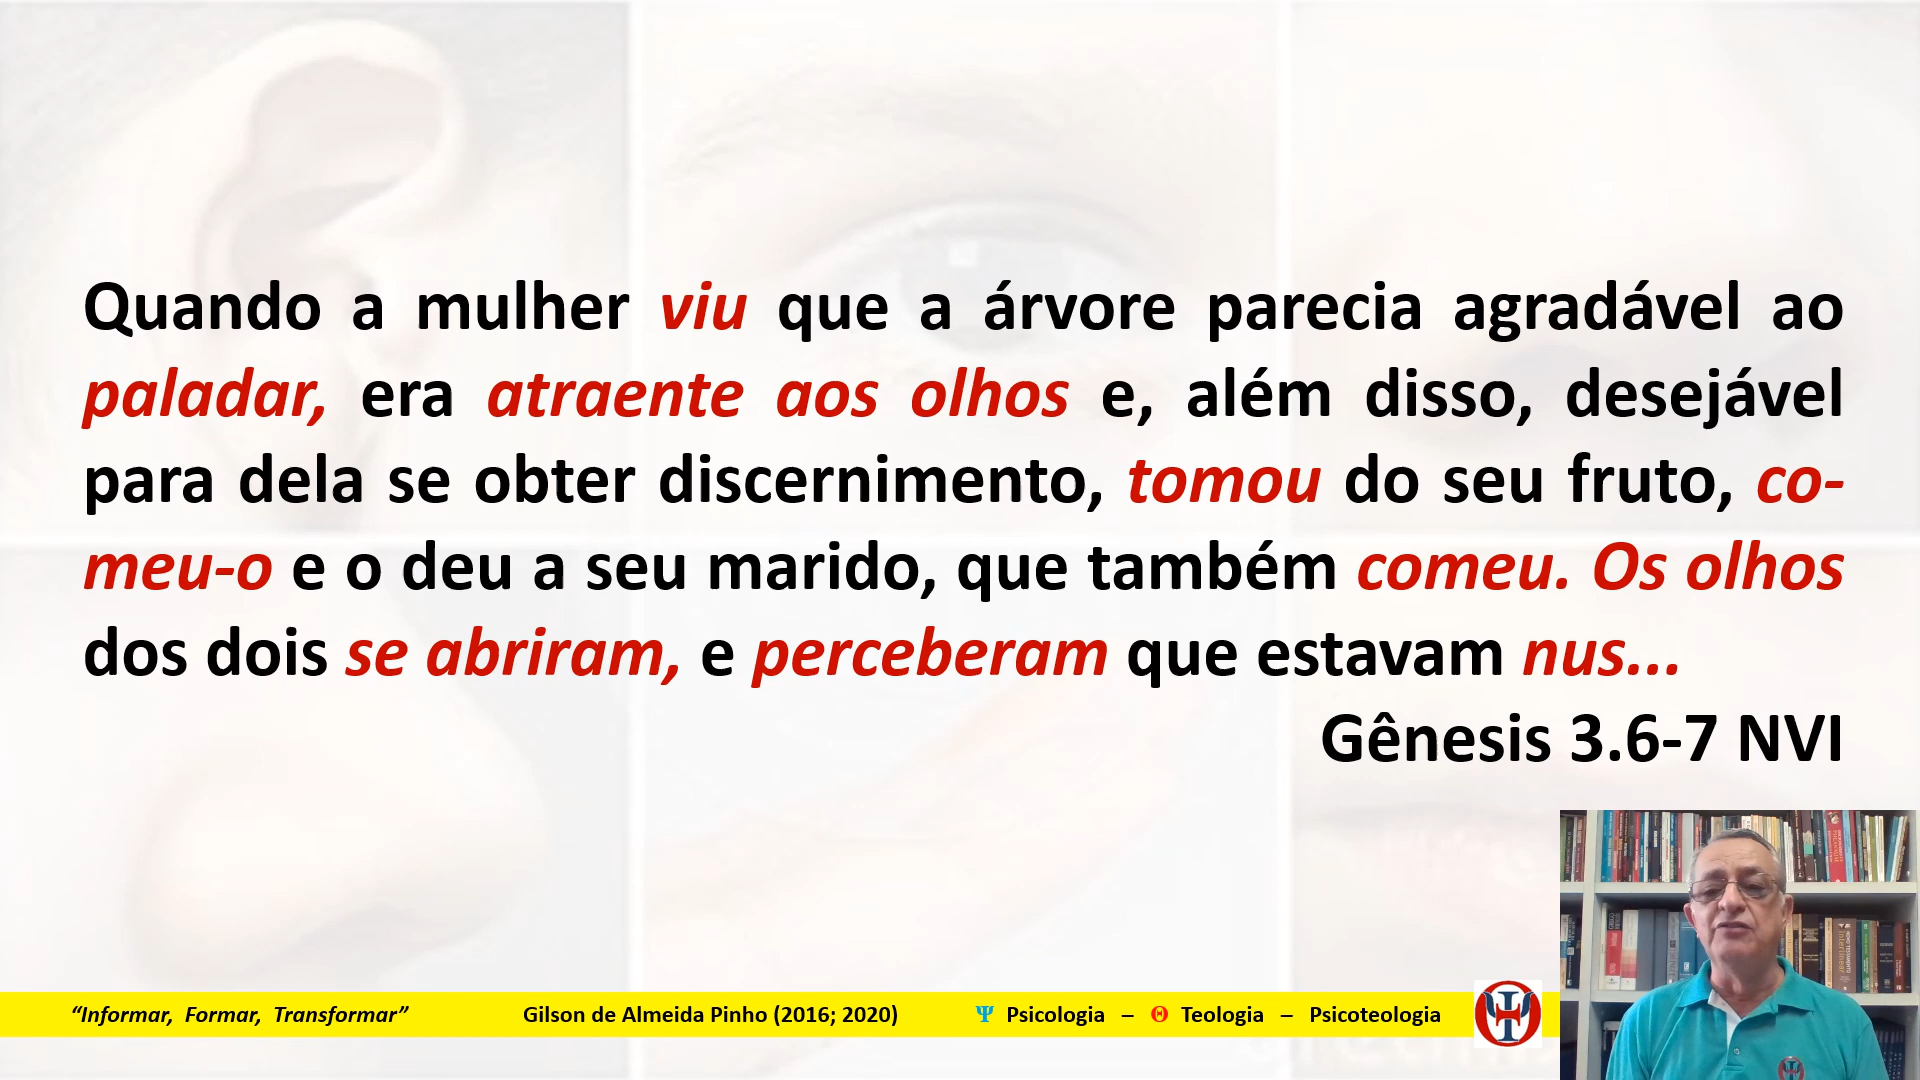 Quando a mulher viu que a árvore parecia agradável ao
paladar, era atraente aos olhos e, além disso, desejável
para dela se obter discernimento, tomou do seu fruto, co-
meu-o e o deu a seu marido, que também comeu. Os olhos
dos dois se abriram, e perceberam que estavam nus...
Gênesis 3.6-7 NVI
“Informar, Formar, Transformar” Gilson de Almeida Pinho (2016; 2020) Ψ Psicologia – Θ Teologia – Psicoteologia